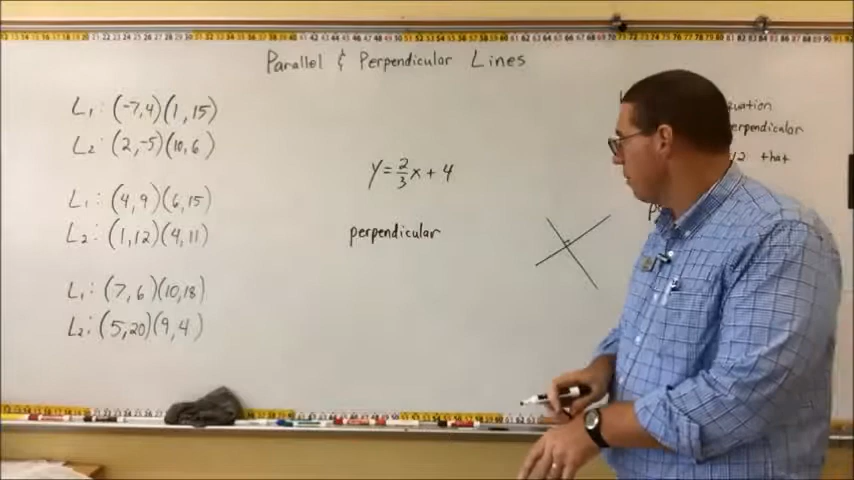 Parallel & Perpendicular Lines
L₁: (-7,4)(1,15)
L₂: (2,-5)(10,6)
L₁: (4,9)(6,15)
L₂: (1,12)(4,11)
L₁: (7,6)(10,18)
L₂: (5,20)(9,4)
y = 2/3 x + 4
perpendicular